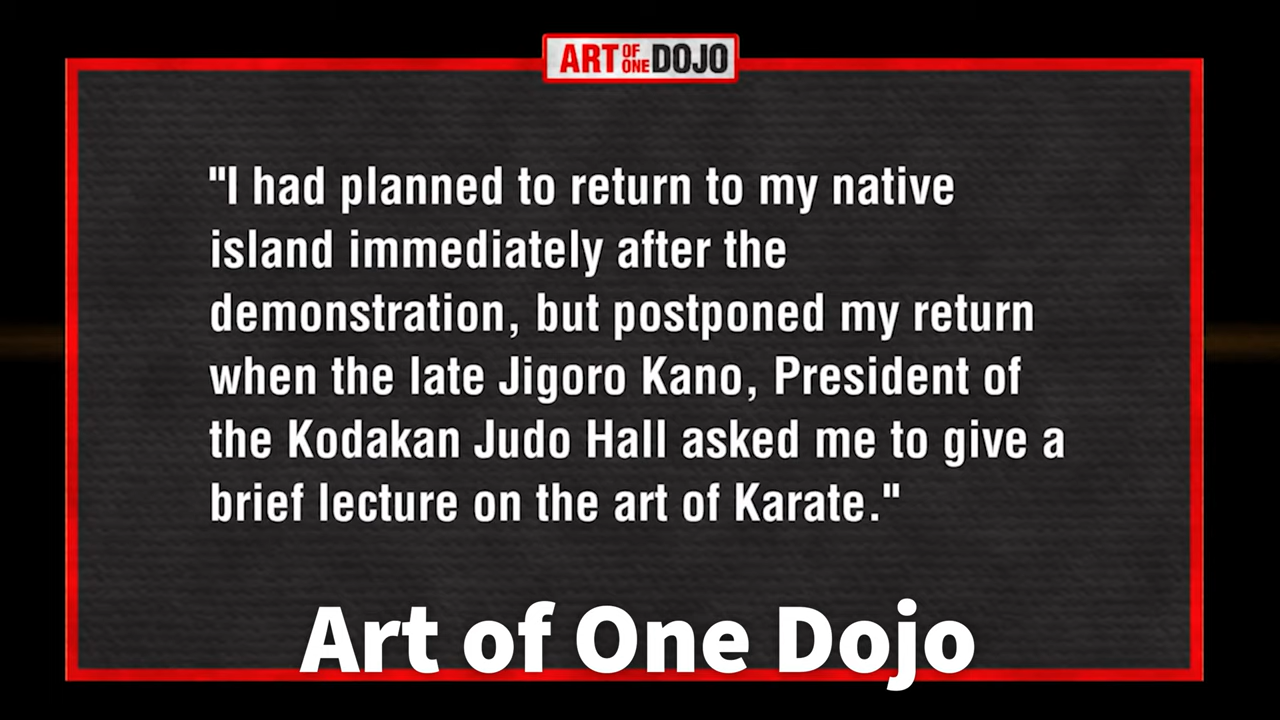 ART OF ONE DOJO
"I had planned to return to my native
island immediately after the
demonstration, but postponed my return
when the late Jigoro Kano, President of
the Kodakan Judo Hall asked me to give a
brief lecture on the art of Karate."
Art of One Dojo